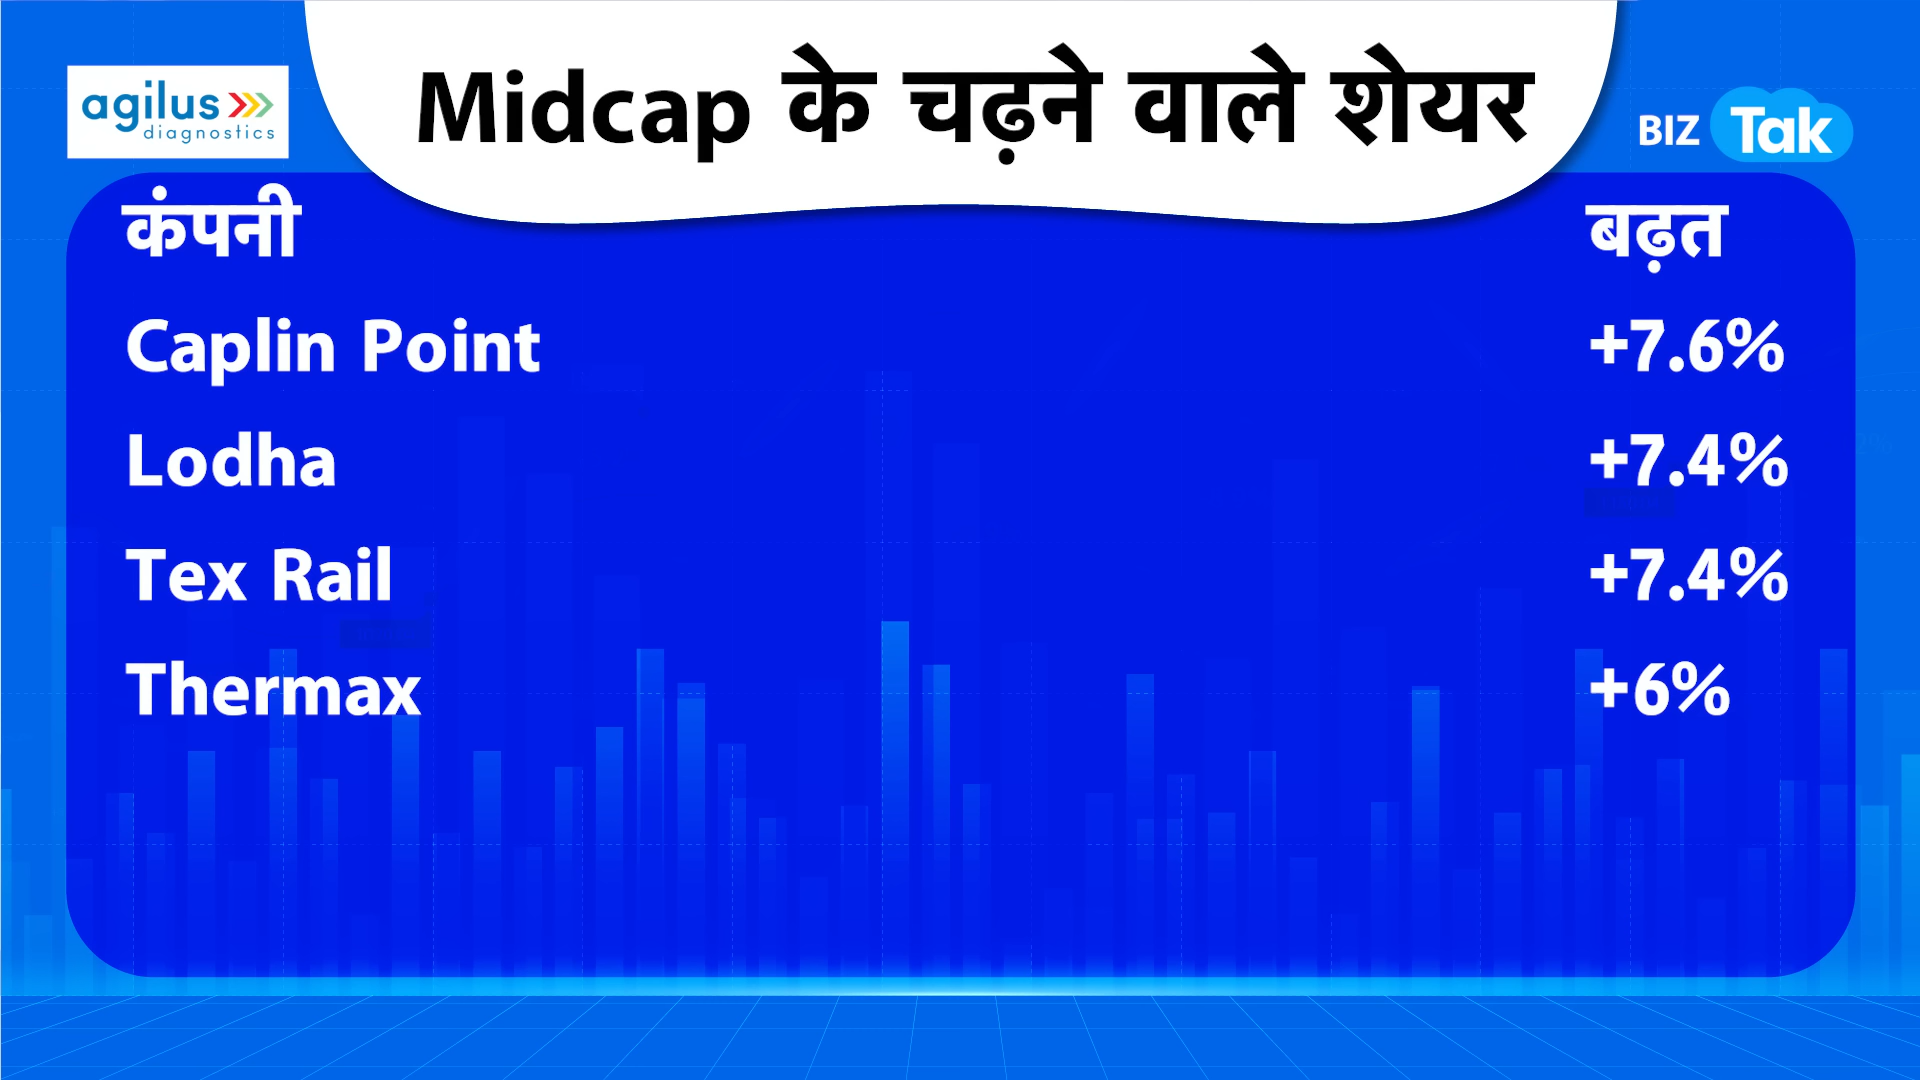 agilus
diagnostics
Midcap के चढ़ने वाले शेयर
BIZ Tak
कंपनी बढ़त
Caplin Point +7.6%
Lodha +7.4%
Tex Rail +7.4%
Thermax +6%